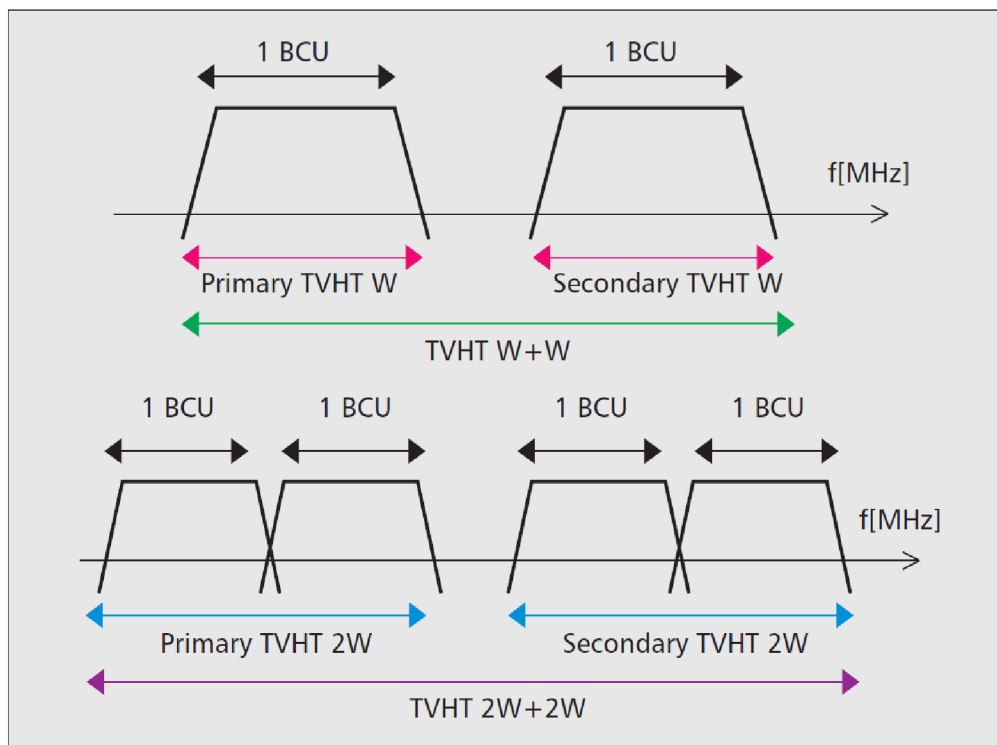 1 BCU
1 BCU
f[MHz]
Primary TVHT W
Secondary TVHT W
TVHT W+W
1 BCU
1 BCU
1 BCU
1 BCU
f[MHz]
Primary TVHT 2W
Secondary TVHT 2W
TVHT 2W+2W